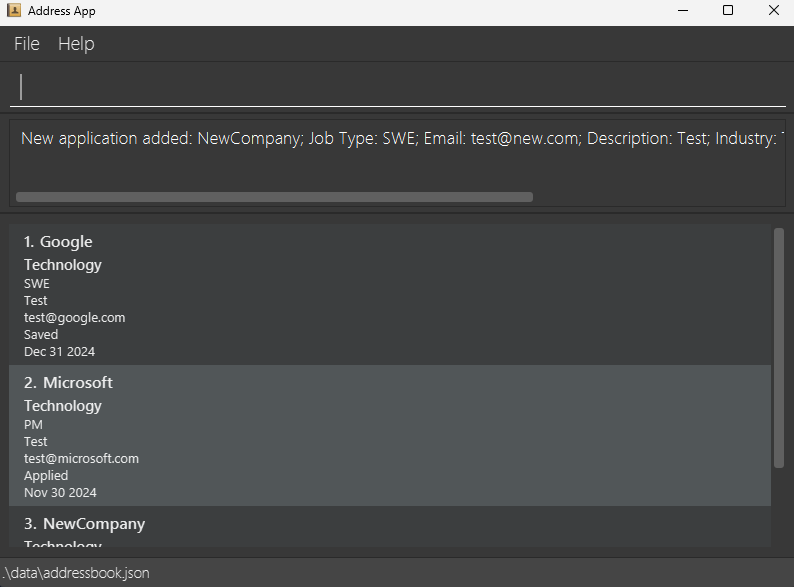 Address App
File Help
New application added: NewCompany; Job Type: SWE; Email: test@new.com; Description: Test; Industry:
1. Google
Technology
SWE
Test
test@google.com
Saved
Dec 31 2024
2. Microsoft
Technology
PM
Test
test@microsoft.com
Applied
Nov 30 2024
3. NewCompany
Technology
.\data\addressbook.json